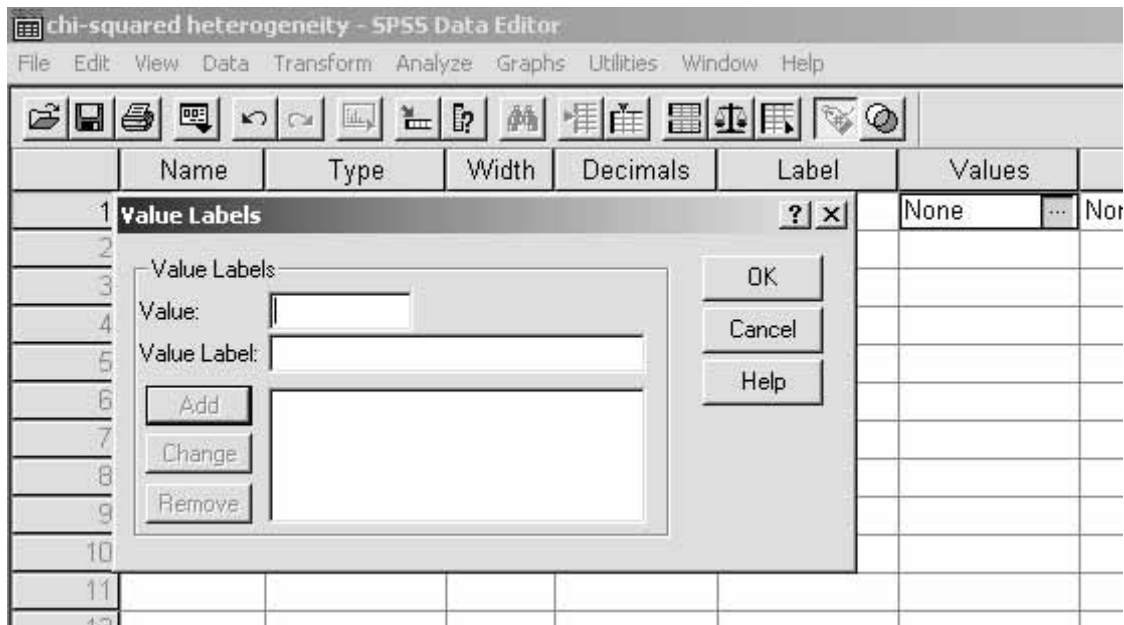 chi-squared heterogeneity - SPSS Data Editor
File Edit View Data Transform Analyze Graphs Utilities Window Help
Name Type Width Decimals Label Values
1 Value Labels None ... Nor
2
Value Labels OK
3
Value:
4 Cancel
Value Label:
5
Help
6 Add
7
Change
8
9 Remove
10
11